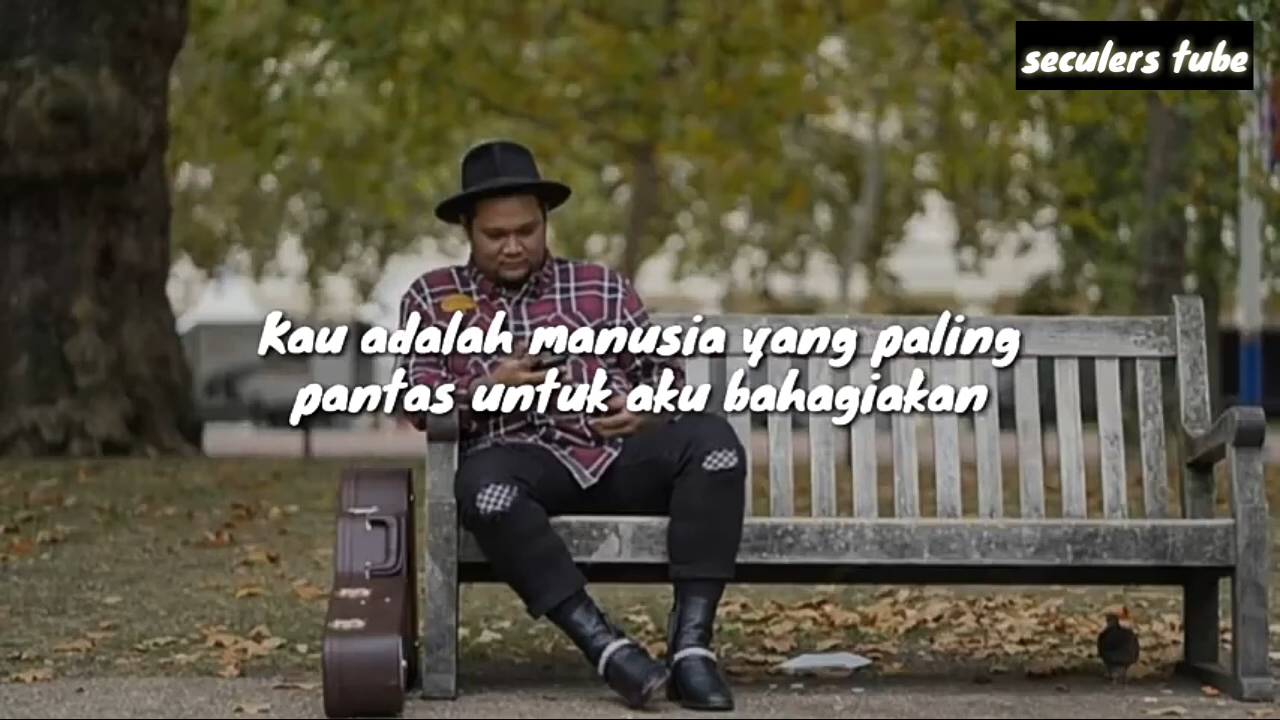 seculers tube
Kau adalah manusia yang paling
pantas untuk aku bahagiakan